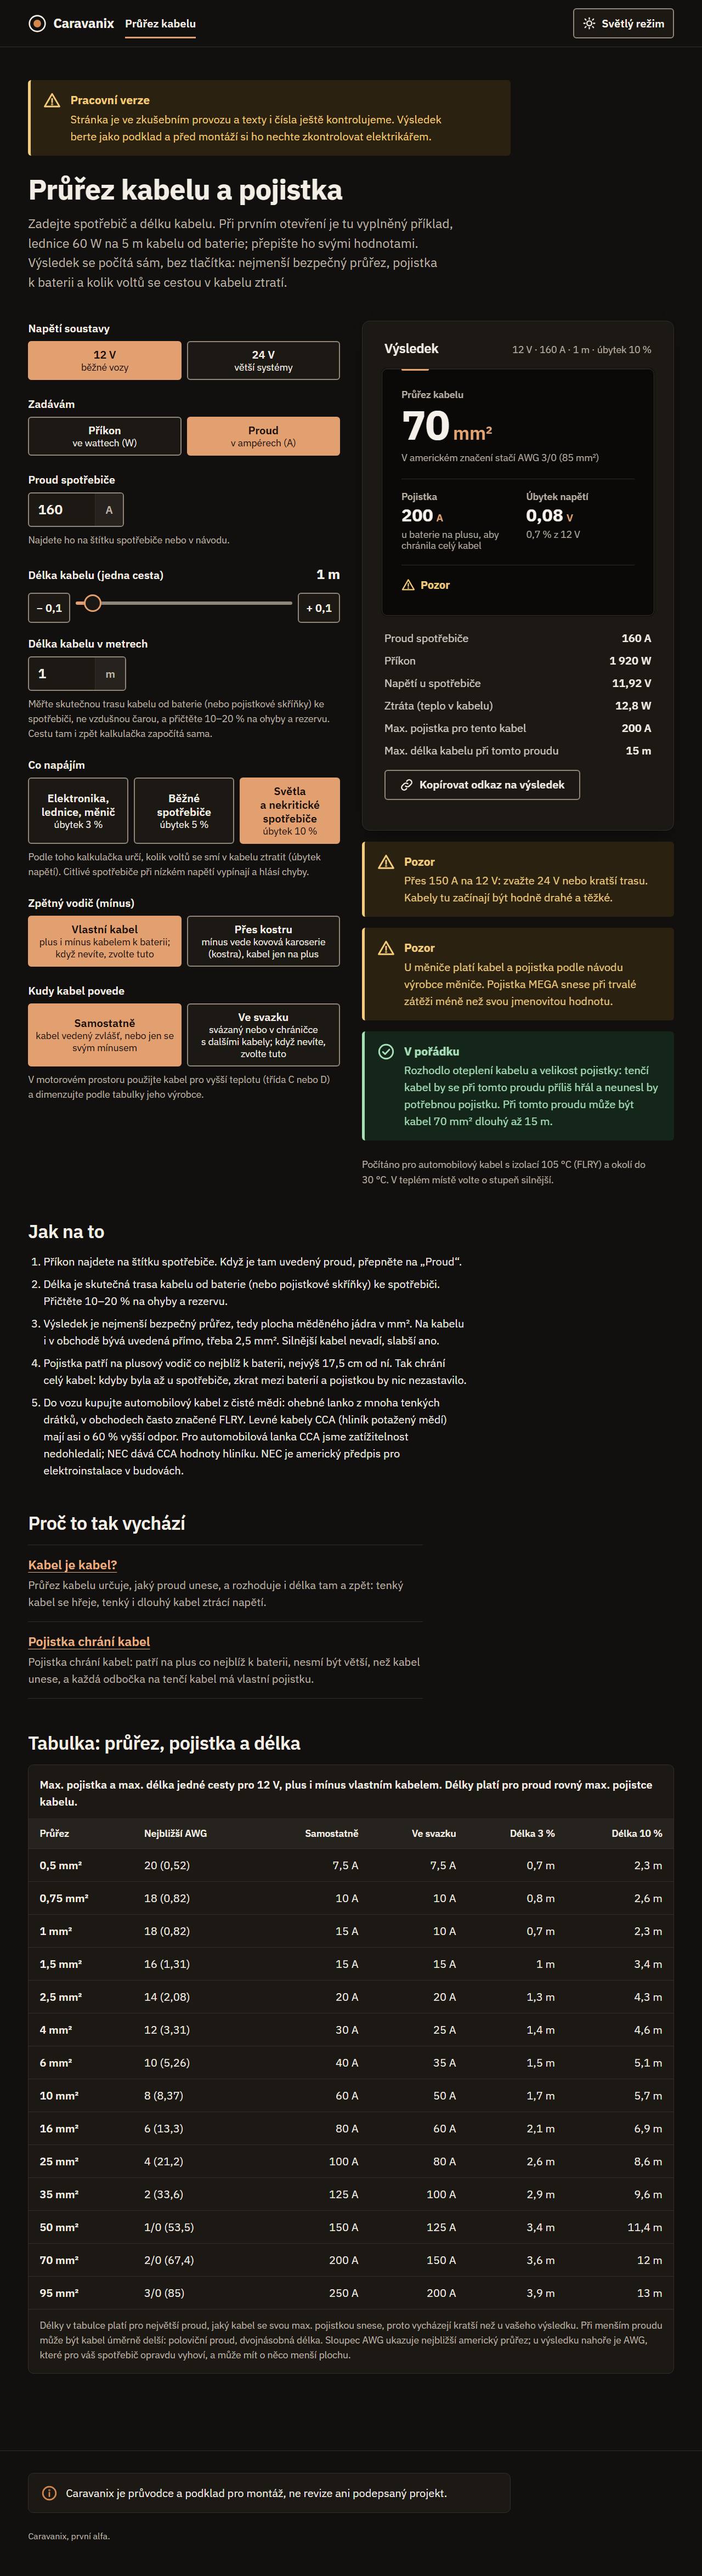 Caravanix
Průřez kabelu
Světlý režim
Pracovní verze
Stránka je ve zkušebním provozu a texty i čísla ještě kontrolujeme. Výsledek
berte jako podklad a před montáží si ho nechte zkontrolovat elektrikářem.
Průřez kabelu a pojistka
Zadejte spotřebič a délku kabelu. Při prvním otevření je tu vyplněný příklad,
lednice 60 W na 5 m kabelu od baterie; přepište ho svými hodnotami.
Výsledek se počítá sám, bez tlačítka: nejmenší bezpečný průřez, pojistka
k baterii a kolik voltů se cestou v kabelu ztratí.
Napětí soustavy
12 V
běžné vozy
24 V
větší systémy
Zadávám
Příkon
ve wattech (W)
Proud
v ampérech (A)
Proud spotřebiče
160 A
Najdete ho na štítku spotřebiče nebo v návodu.
Délka kabelu (jedna cesta) 1 m
− 0,1
+ 0,1
Délka kabelu v metrech
1 m
Měřte skutečnou trasu kabelu od baterie (nebo pojistkové skříňky) ke
spotřebiči, ne vzdušnou čarou, a přičtěte 10–20 % na ohyby a rezervu.
Cestu tam i zpět kalkulačka započítá sama.
Co napájím
Elektronika,
lednice, měnič
úbytek 3 %
Běžné
spotřebiče
úbytek 5 %
Světla
a nekritické
spotřebiče
úbytek 10 %
Podle toho kalkulačka určí, kolik voltů se smí v kabelu ztratit (úbytek
napětí). Citlivé spotřebiče při nízkém napětí vypínají a hlásí chyby.
Zpětný vodič (mínus)
Vlastní kabel
plus i mínus kabelem k baterii;
když nevíte, zvolte tuto
Přes kostru
mínus vede kovová karoserie
(kostra), kabel jen na plus
Kudy kabel povede
Samostatně
kabel vedený zvlášť, nebo jen se
svým mínusem
Ve svazku
svázaný nebo v chráničce
s dalšími kabely; když nevíte,
zvolte tuto
V motorovém prostoru použijte kabel pro vyšší teplotu (třída C nebo D)
a dimenzujte podle tabulky jeho výrobce.
Výsledek
12 V · 160 A · 1 m · úbytek 10 %
Průřez kabelu
70 mm²
V americkém značení stačí AWG 3/0 (85 mm²)
Pojistka
200 A
u baterie na plusu, aby
chránila celý kabel
Úbytek napětí
0,08 V
0,7 % z 12 V
Pozor
Proud spotřebiče 160 A
Příkon 1 920 W
Napětí u spotřebiče 11,92 V
Ztráta (teplo v kabelu) 12,8 W
Max. pojistka pro tento kabel 200 A
Max. délka kabelu při tomto proudu 15 m
Kopírovat odkaz na výsledek
Pozor
Přes 150 A na 12 V: zvažte 24 V nebo kratší trasu.
Kabely tu začínají být hodně drahé a těžké.
Pozor
U měniče platí kabel a pojistka podle návodu
výrobce měniče. Pojistka MEGA snese při trvalé
zátěži méně než svou jmenovitou hodnotu.
V pořádku
Rozhodlo oteplení kabelu a velikost pojistky: tenčí
kabel by se při tomto proudu příliš hřál a neunesl by
potřebnou pojistku. Při tomto proudu může být
kabel 70 mm² dlouhý až 15 m.
Počítáno pro automobilový kabel s izolací 105 °C (FLRY) a okolí do
30 °C. V teplém místě volte o stupeň silnější.
Jak na to
1. Příkon najdete na štítku spotřebiče. Když je tam uvedený proud, přepněte na „Proud“.
2. Délka je skutečná trasa kabelu od baterie (nebo pojistkové skříňky) ke spotřebiči.
Přičtěte 10–20 % na ohyby a rezervu.
3. Výsledek je nejmenší bezpečný průřez, tedy plocha měděného jádra v mm². Na kabelu
i v obchodě bývá uvedená přímo, třeba 2,5 mm². Silnější kabel nevadí, slabší ano.
4. Pojistka patří na plusový vodič co nejblíž k baterii, nejvýš 17,5 cm od ní. Tak chrání
celý kabel: kdyby byla až u spotřebiče, zkrat mezi baterií a pojistkou by nic nezastavilo.
5. Do vozu kupujte automobilový kabel z čisté mědi: ohebné lanko z mnoha tenkých
drátků, v obchodech často značené FLRY. Levné kabely CCA (hliník potažený mědí)
mají asi o 60 % vyšší odpor. Pro automobilová lanka CCA jsme zatížitelnost
nedohledali; NEC dává CCA hodnoty hliníku. NEC je americký předpis pro
elektroinstalace v budovách.
Proč to tak vychází
Kabel je kabel?
Průřez kabelu určuje, jaký proud unese, a rozhoduje i délka tam a zpět: tenký
kabel se hřeje, tenký i dlouhý kabel ztrácí napětí.
Pojistka chrání kabel
Pojistka chrání kabel: patří na plus co nejblíž k baterii, nesmí být větší, než kabel
unese, a každá odbočka na tenčí kabel má vlastní pojistku.
Tabulka: průřez, pojistka a délka
Max. pojistka a max. délka jedné cesty pro 12 V, plus i mínus vlastním kabelem. Délky platí pro proud rovný max. pojistce
kabelu.
Průřez Nejbližší AWG Samostatně Ve svazku Délka 3 % Délka 10 %
0,5 mm² 20 (0,52) 7,5 A 7,5 A 0,7 m 2,3 m
0,75 mm² 18 (0,82) 10 A 10 A 0,8 m 2,6 m
1 mm² 18 (0,82) 15 A 10 A 0,7 m 2,3 m
1,5 mm² 16 (1,31) 15 A 15 A 1 m 3,4 m
2,5 mm² 14 (2,08) 20 A 20 A 1,3 m 4,3 m
4 mm² 12 (3,31) 30 A 25 A 1,4 m 4,6 m
6 mm² 10 (5,26) 40 A 35 A 1,5 m 5,1 m
10 mm² 8 (8,37) 60 A 50 A 1,7 m 5,7 m
16 mm² 6 (13,3) 80 A 60 A 2,1 m 6,9 m
25 mm² 4 (21,2) 100 A 80 A 2,6 m 8,6 m
35 mm² 2 (33,6) 125 A 100 A 2,9 m 9,6 m
50 mm² 1/0 (53,5) 150 A 125 A 3,4 m 11,4 m
70 mm² 2/0 (67,4) 200 A 150 A 3,6 m 12 m
95 mm² 3/0 (85) 250 A 200 A 3,9 m 13 m
Délky v tabulce platí pro největší proud, jaký kabel se svou max. pojistkou snese, proto vycházejí kratší než u vašeho výsledku. Při menším proudu
může být kabel úměrně delší: poloviční proud, dvojnásobná délka. Sloupec AWG ukazuje nejbližší americký průřez; u výsledku nahoře je AWG,
které pro váš spotřebič opravdu vyhoví, a může mít o něco menší plochu.
Caravanix je průvodce a podklad pro montáž, ne revize ani podepsaný projekt.
Caravanix, první alfa.